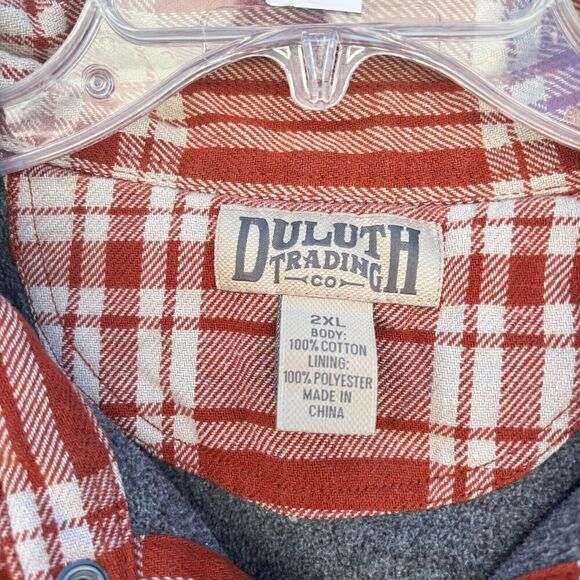 DULUTH
TRADING
CO
2XL
BODY:
100% COTTON
LINING:
100% POLYESTER
MADE IN
CHINA